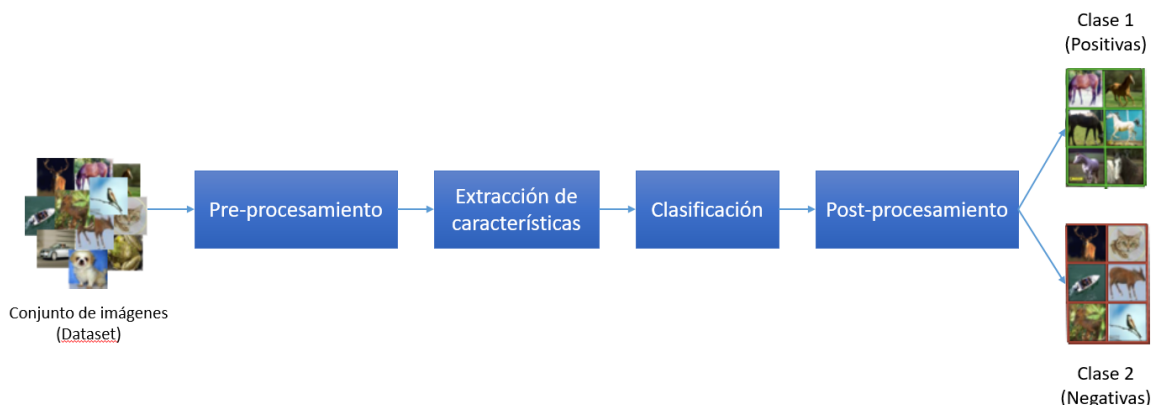 Conjunto de imágenes
(Dataset)
Pre-procesamiento
Extracción de
características
Clasificación
Post-procesamiento
Clase 1
(Positivas)
Clase 2
(Negativas)